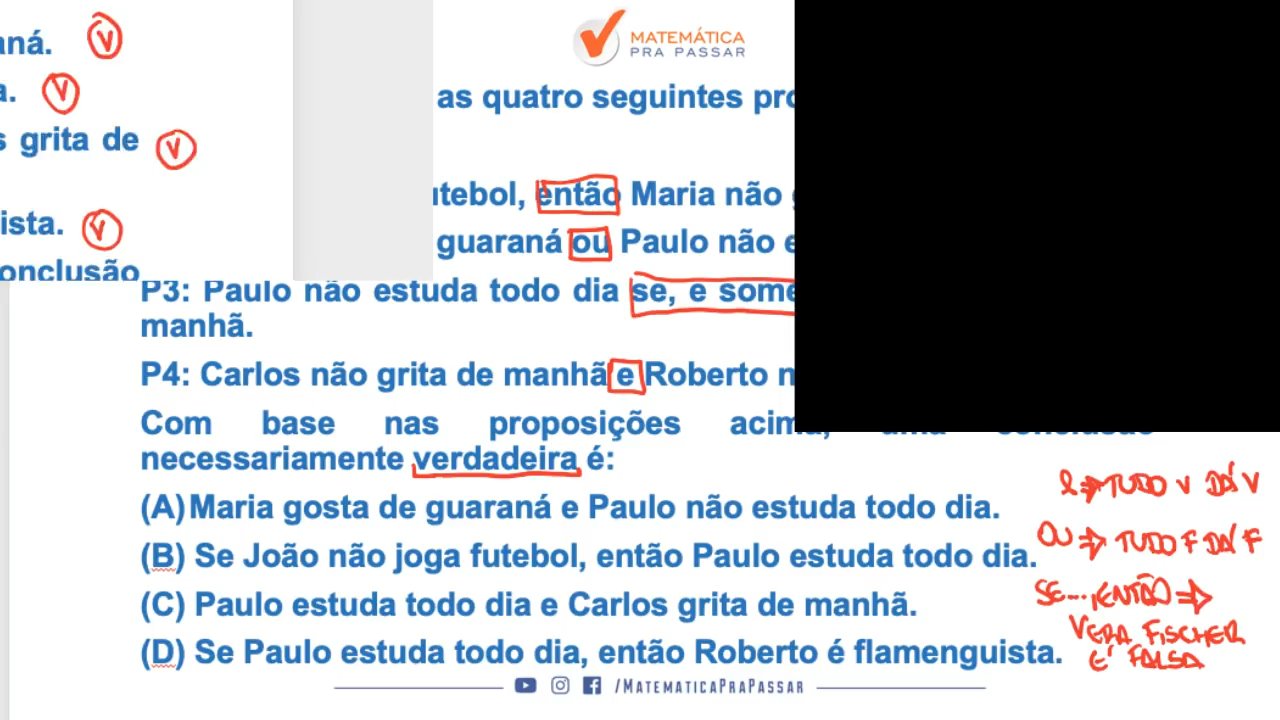 aná. V
MATEMÁTICA
PRA PASSAR
a. V
as quatro seguintes pro
s grita de V
utebol, então Maria não
ista. V
guaraná ou Paulo não e
onclusão
P3: Paulo não estuda todo dia se, e some
manhã.
P4: Carlos não grita de manhã e Roberto n
Com base nas proposições acima, uma conclusão
necessariamente verdadeira é:
(A) Maria gosta de guaraná e Paulo não estuda todo dia.
(B) Se João não joga futebol, então Paulo estuda todo dia.
(C) Paulo estuda todo dia e Carlos grita de manhã.
(D) Se Paulo estuda todo dia, então Roberto é flamenguista.
⇒ TUDO V DÁ V
OU ⇒ TUDO F DÁ F
SE... ENTÃO ⇒
VERA FISCHER
É FALSA
/MATEMATICAPRAPASSAR